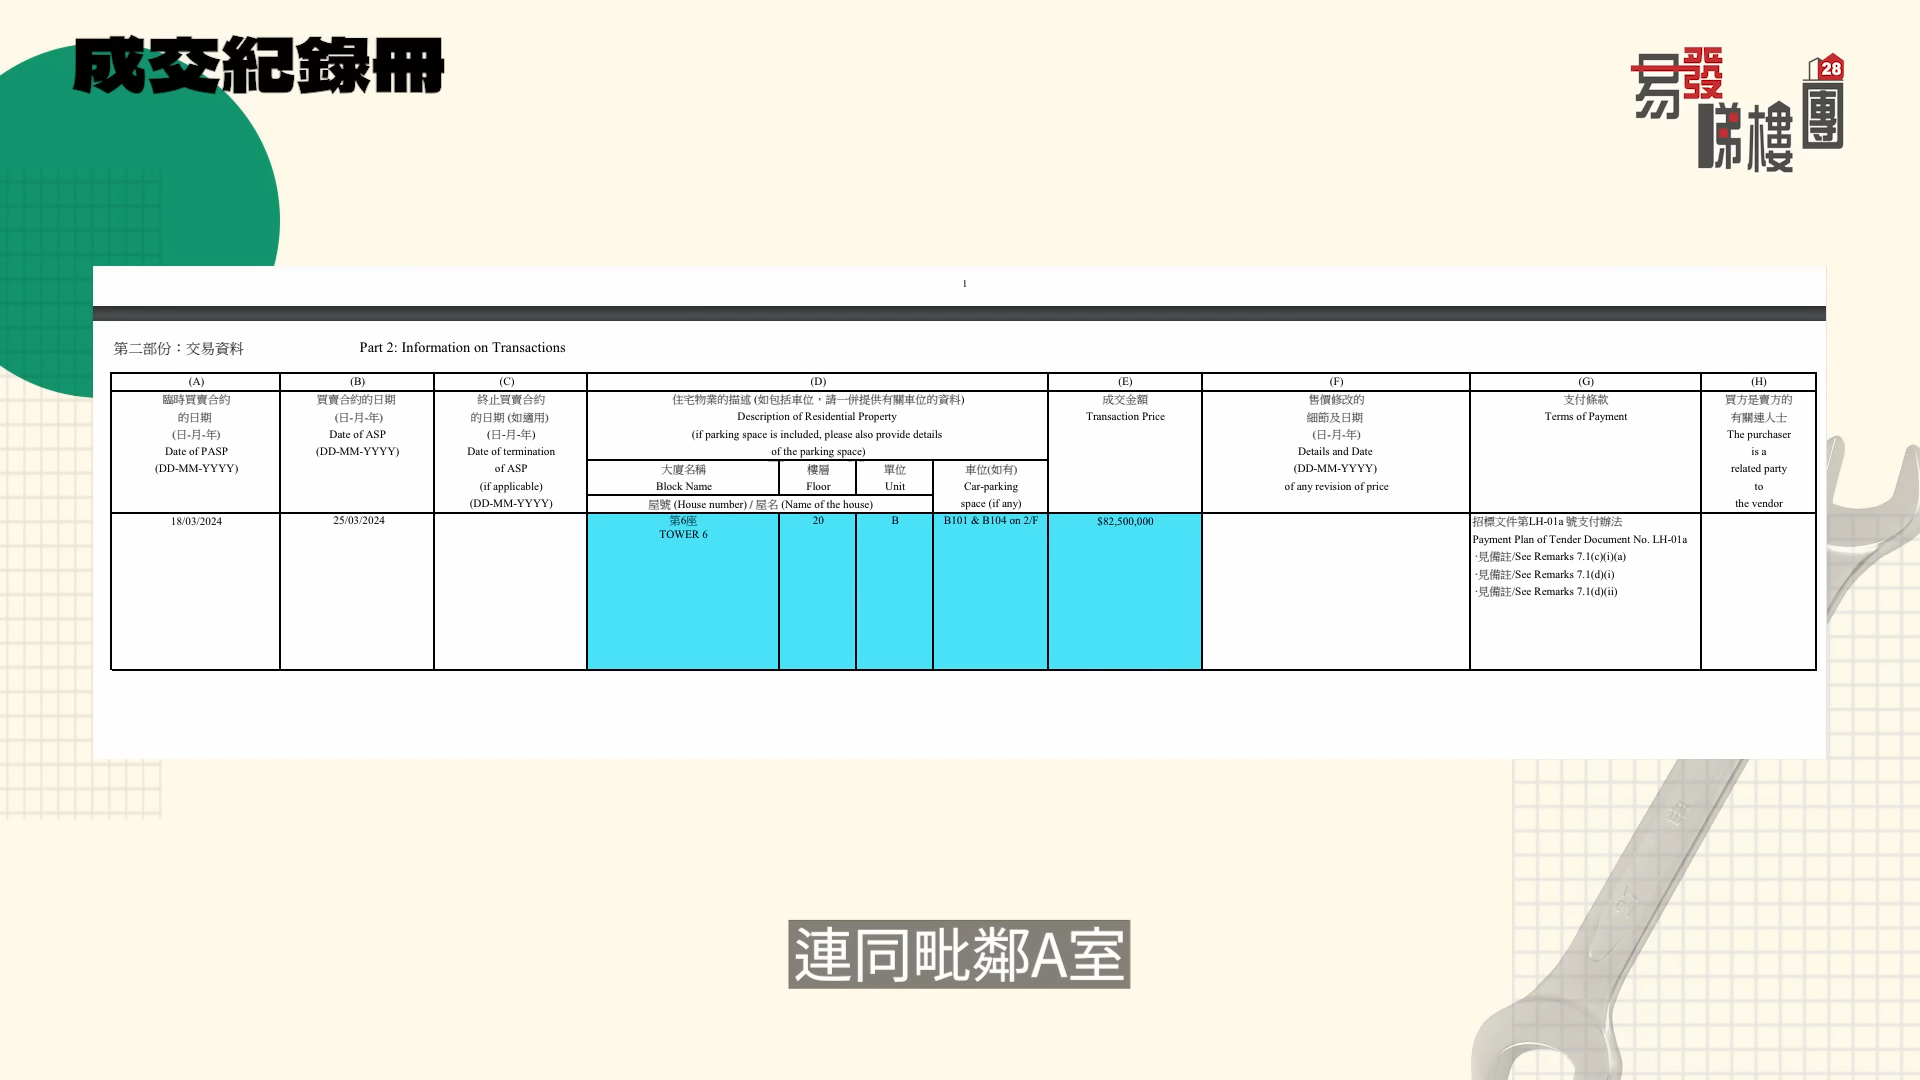 成交紀錄冊
易發睇樓團
28
1
第二部份：交易資料
Part 2: Information on Transactions
(A)
(B)
(C)
(D)
(E)
(F)
(G)
(H)
臨時買賣合約
的日期
(日-月-年)
Date of PASP
(DD-MM-YYYY)
買賣合約的日期
(日-月-年)
Date of ASP
(DD-MM-YYYY)
終止買賣合約
的日期 (如適用)
(日-月-年)
Date of termination
of ASP
(if applicable)
(DD-MM-YYYY)
住宅物業的描述 (如包括車位，請一併提供有關車位的資料)
Description of Residential Property
(if parking space is included, please also provide details
of the parking space)
大廈名稱
Block Name
樓層
Floor
單位
Unit
車位(如有)
Car-parking
space (if any)
屋號 (House number) / 屋名 (Name of the house)
成交金額
Transaction Price
售價修改的
細節及日期
(日-月-年)
Details and Date
(DD-MM-YYYY)
of any revision of price
支付條款
Terms of Payment
買方是賣方的
有關連人士
The purchaser
is a
related party
to
the vendor
18/03/2024
25/03/2024
第6座
TOWER 6
20
B
B101 & B104 on 2/F
$82,500,000
招標文件第LH-01a 號支付辦法
Payment Plan of Tender Document No. LH-01a
·見備註/See Remarks 7.1(c)(i)(a)
·見備註/See Remarks 7.1(d)(i)
·見備註/See Remarks 7.1(d)(ii)
連同毗鄰A室